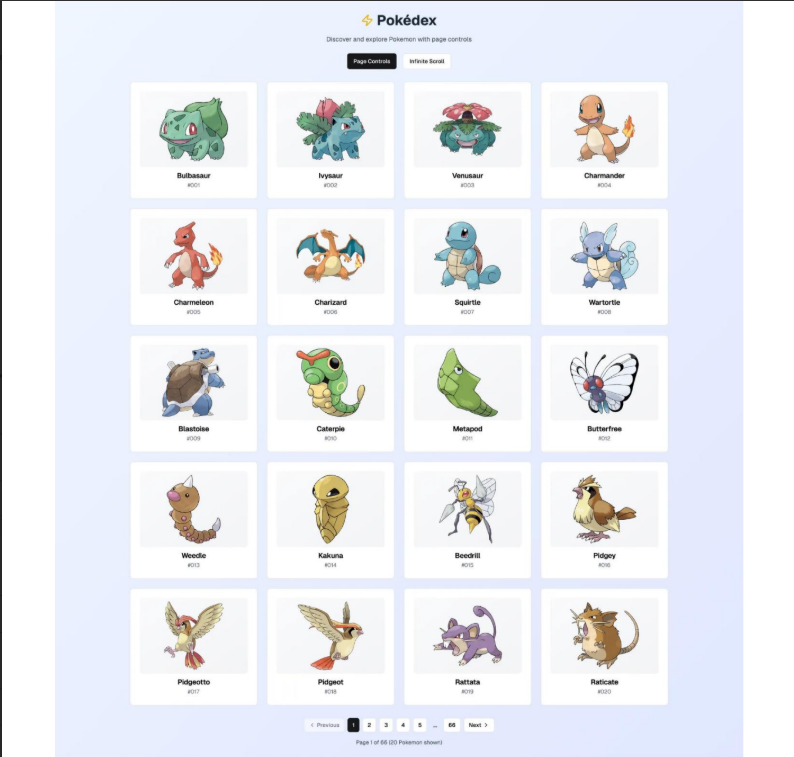 Pokédex
Discover and explore Pokemon with page controls
Page Controls Infinite Scroll
Bulbasaur Ivysaur Venusaur Charmander
#001 #002 #003 #004
Charmeleon Charizard Squirtle Wartortle
#005 #006 #007 #008
Blastoise Caterpie Metapod Butterfree
#009 #010 #011 #012
Weedle Kakuna Beedrill Pidgey
#013 #014 #015 #016
Pidgeotto Pidgeot Rattata Raticate
#017 #018 #019 #020
< Previous 1 2 3 4 5 ... 66 Next >
Page 1 of 66 (20 Pokemon shown)